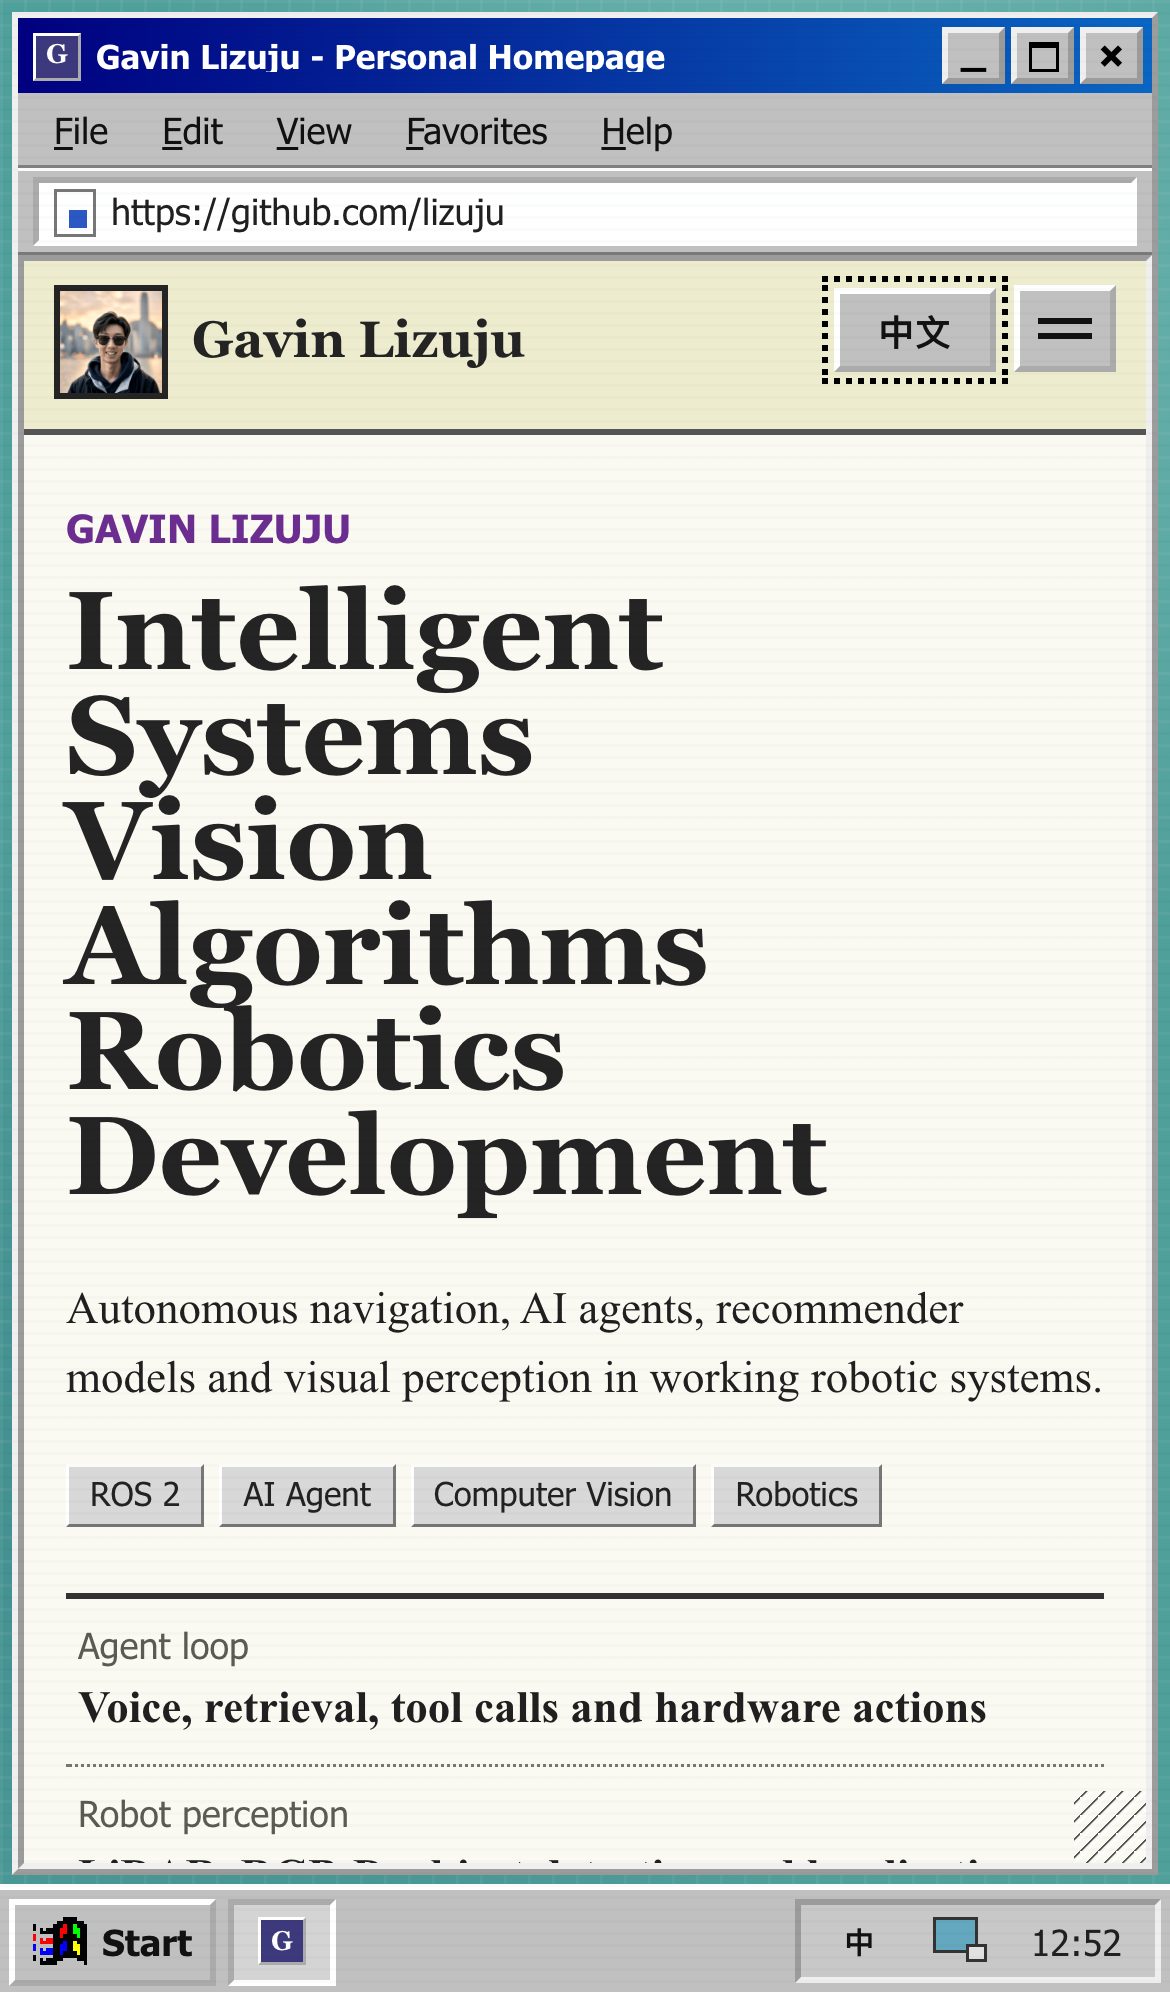 G Gavin Lizuju - Personal Homepage
File Edit View Favorites Help
https://github.com/lizuju
Gavin Lizuju 中文
GAVIN LIZUJU
Intelligent
Systems
Vision
Algorithms
Robotics
Development
Autonomous navigation, AI agents, recommender
models and visual perception in working robotic systems.
ROS 2 AI Agent Computer Vision Robotics
Agent loop
Voice, retrieval, tool calls and hardware actions
Robot perception
Start G 中 12:52